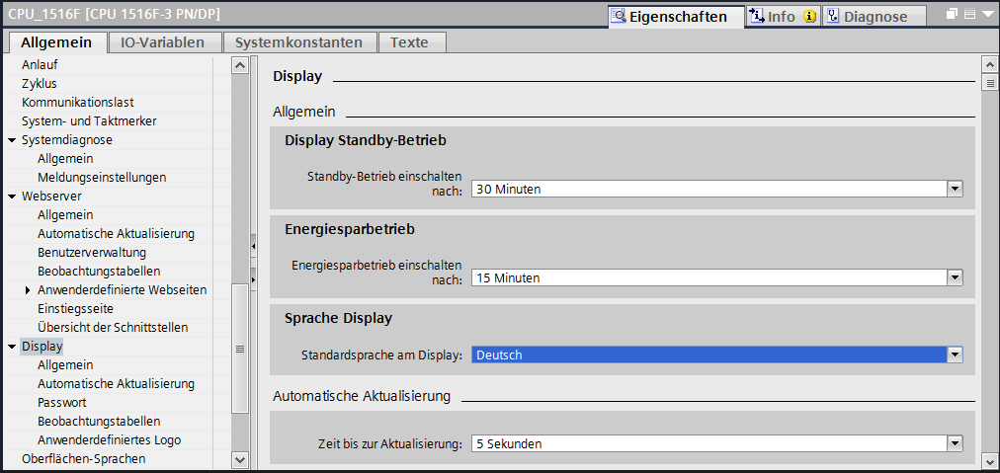 CPU_1516F [CPU 1516F-3 PN/DP]
Eigenschaften
Info
Diagnose
Allgemein
IO-Variablen
Systemkonstanten
Texte
Anlauf
Zyklus
Kommunikationslast
System- und Taktmerker
Systemdiagnose
Allgemein
Meldungseinstellungen
Webserver
Allgemein
Automatische Aktualisierung
Benutzerverwaltung
Beobachtungstabellen
Anwenderdefinierte Webseiten
Einstiegsseite
Übersicht der Schnittstellen
Display
Allgemein
Automatische Aktualisierung
Passwort
Beobachtungstabellen
Anwenderdefiniertes Logo
Oberflächen-Sprachen
Display
Allgemein
Display Standby-Betrieb
Standby-Betrieb einschalten
nach:
30 Minuten
Energiesparbetrieb
Energiesparbetrieb einschalten
nach:
15 Minuten
Sprache Display
Standardsprache am Display:
Deutsch
Automatische Aktualisierung
Zeit bis zur Aktualisierung:
5 Sekunden